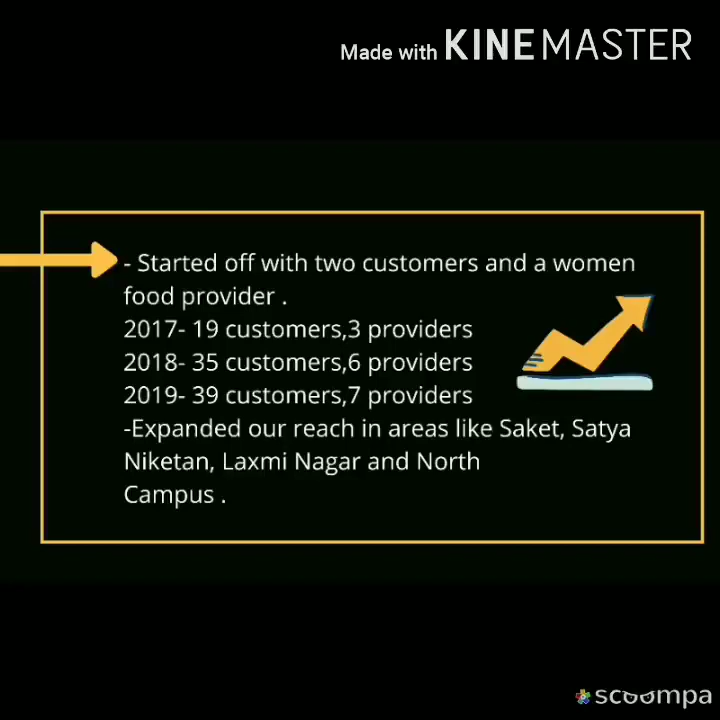 Made with KINEMASTER
- Started off with two customers and a women
food provider .
2017- 19 customers,3 providers
2018- 35 customers,6 providers
2019- 39 customers,7 providers
-Expanded our reach in areas like Saket, Satya
Niketan, Laxmi Nagar and North
Campus .
scoompa